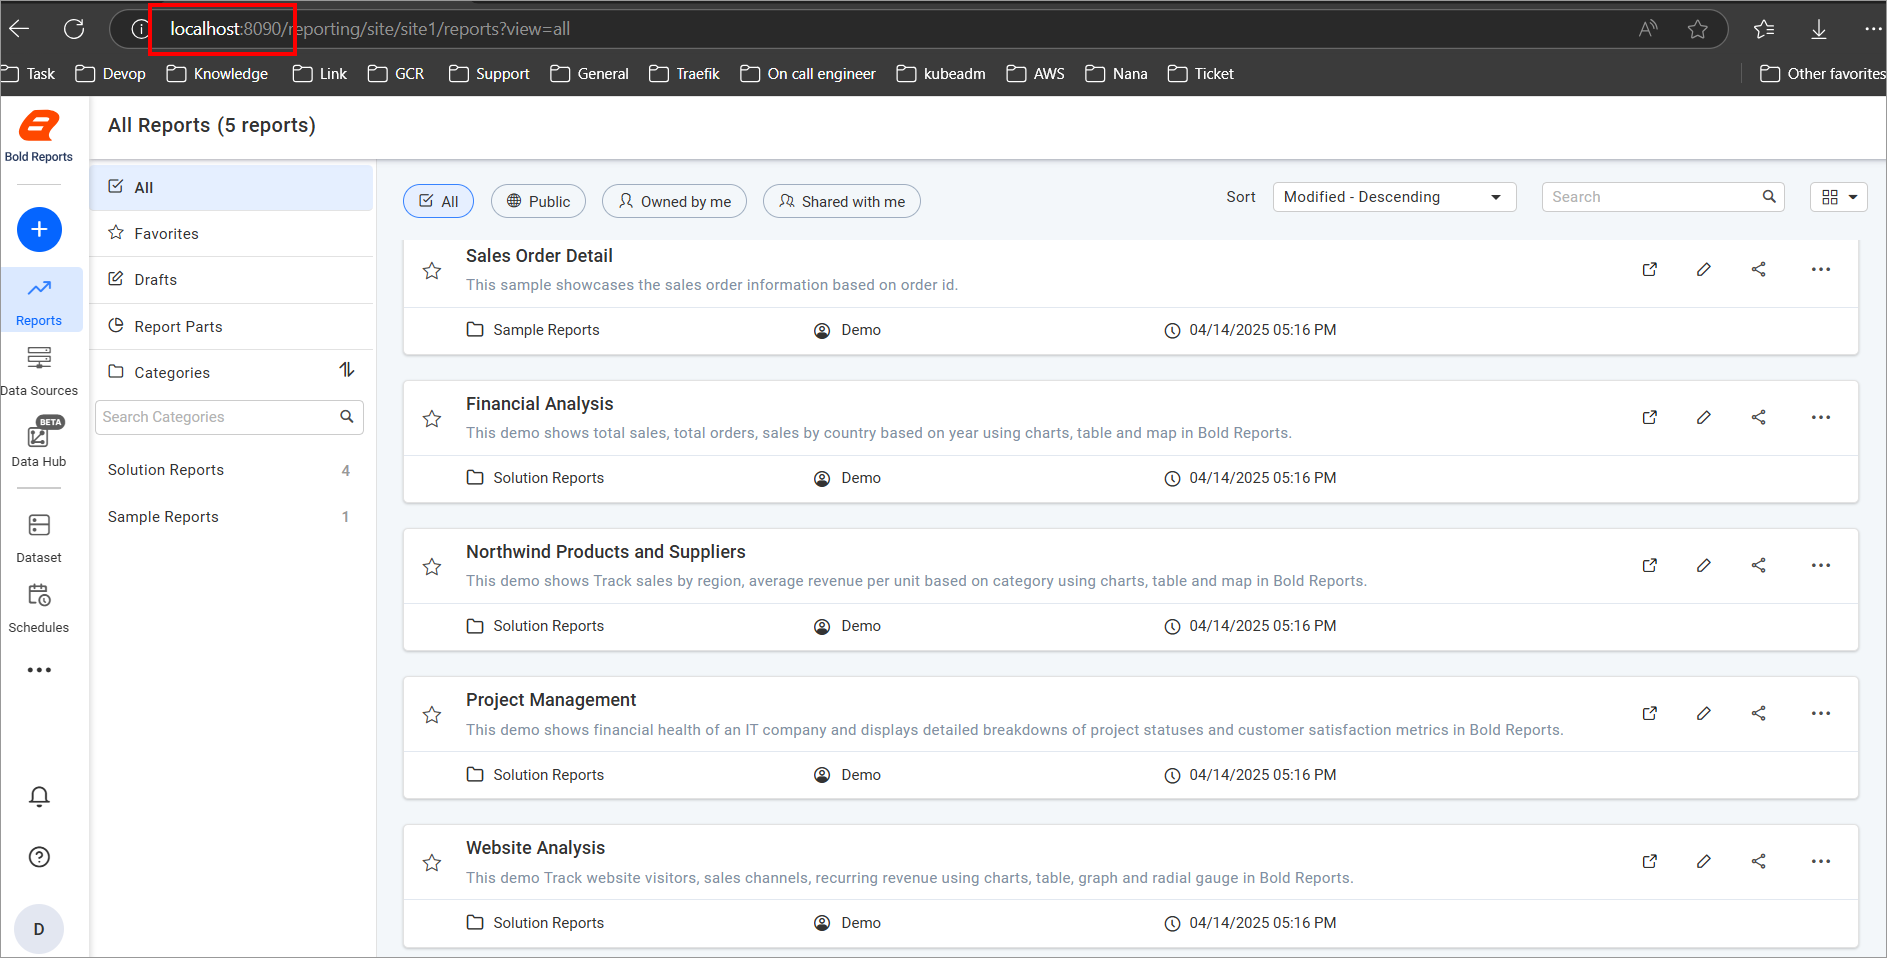 localhost:8090/reporting/site/site1/reports?view=all
Task Devop Knowledge Link GCR Support General Traefik On call engineer kubeadm AWS Nana Ticket Other favorites
Bold Reports
Reports
Data Sources
BETA
Data Hub
Dataset
Schedules
D
All Reports (5 reports)
All
Favorites
Drafts
Report Parts
Categories
Search Categories
Solution Reports 4
Sample Reports 1
All Public Owned by me Shared with me Sort Modified - Descending Search
Sales Order Detail
This sample showcases the sales order information based on order id.
Sample Reports Demo 04/14/2025 05:16 PM
Financial Analysis
This demo shows total sales, total orders, sales by country based on year using charts, table and map in Bold Reports.
Solution Reports Demo 04/14/2025 05:16 PM
Northwind Products and Suppliers
This demo shows Track sales by region, average revenue per unit based on category using charts, table and map in Bold Reports.
Solution Reports Demo 04/14/2025 05:16 PM
Project Management
This demo shows financial health of an IT company and displays detailed breakdowns of project statuses and customer satisfaction metrics in Bold Reports.
Solution Reports Demo 04/14/2025 05:16 PM
Website Analysis
This demo Track website visitors, sales channels, recurring revenue using charts, table, graph and radial gauge in Bold Reports.
Solution Reports Demo 04/14/2025 05:16 PM